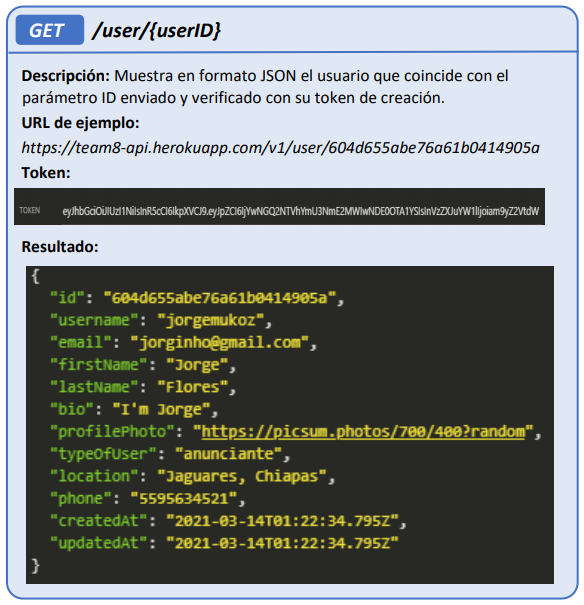 GET /user/{userID}
Descripción: Muestra en formato JSON el usuario que coincide con el
parámetro ID enviado y verificado con su token de creación.
URL de ejemplo:
https://team8-api.herokuapp.com/v1/user/604d655abe76a61b0414905a
Token:
TOKEN eyJhbGciOiJIUzI1NiIsInR5cCI6IkpXVCJ9.eyJpZCI6IjYwNGQ2NTVhYmU3NmE2MWIwNDE0OTA1YSIsInVzZXJuYW1lIjoiam9yZ2VtdW
Resultado:
{
"id": "604d655abe76a61b0414905a",
"username": "jorgemukoz",
"email": "jorginho@gmail.com",
"firstName": "Jorge",
"lastName": "Flores",
"bio": "I'm Jorge",
"profilePhoto": "https://picsum.photos/700/400?random",
"typeOfUser": "anunciante",
"location": "Jaguares, Chiapas",
"phone": "5595634521",
"createdAt": "2021-03-14T01:22:34.795Z",
"updatedAt": "2021-03-14T01:22:34.795Z"
}